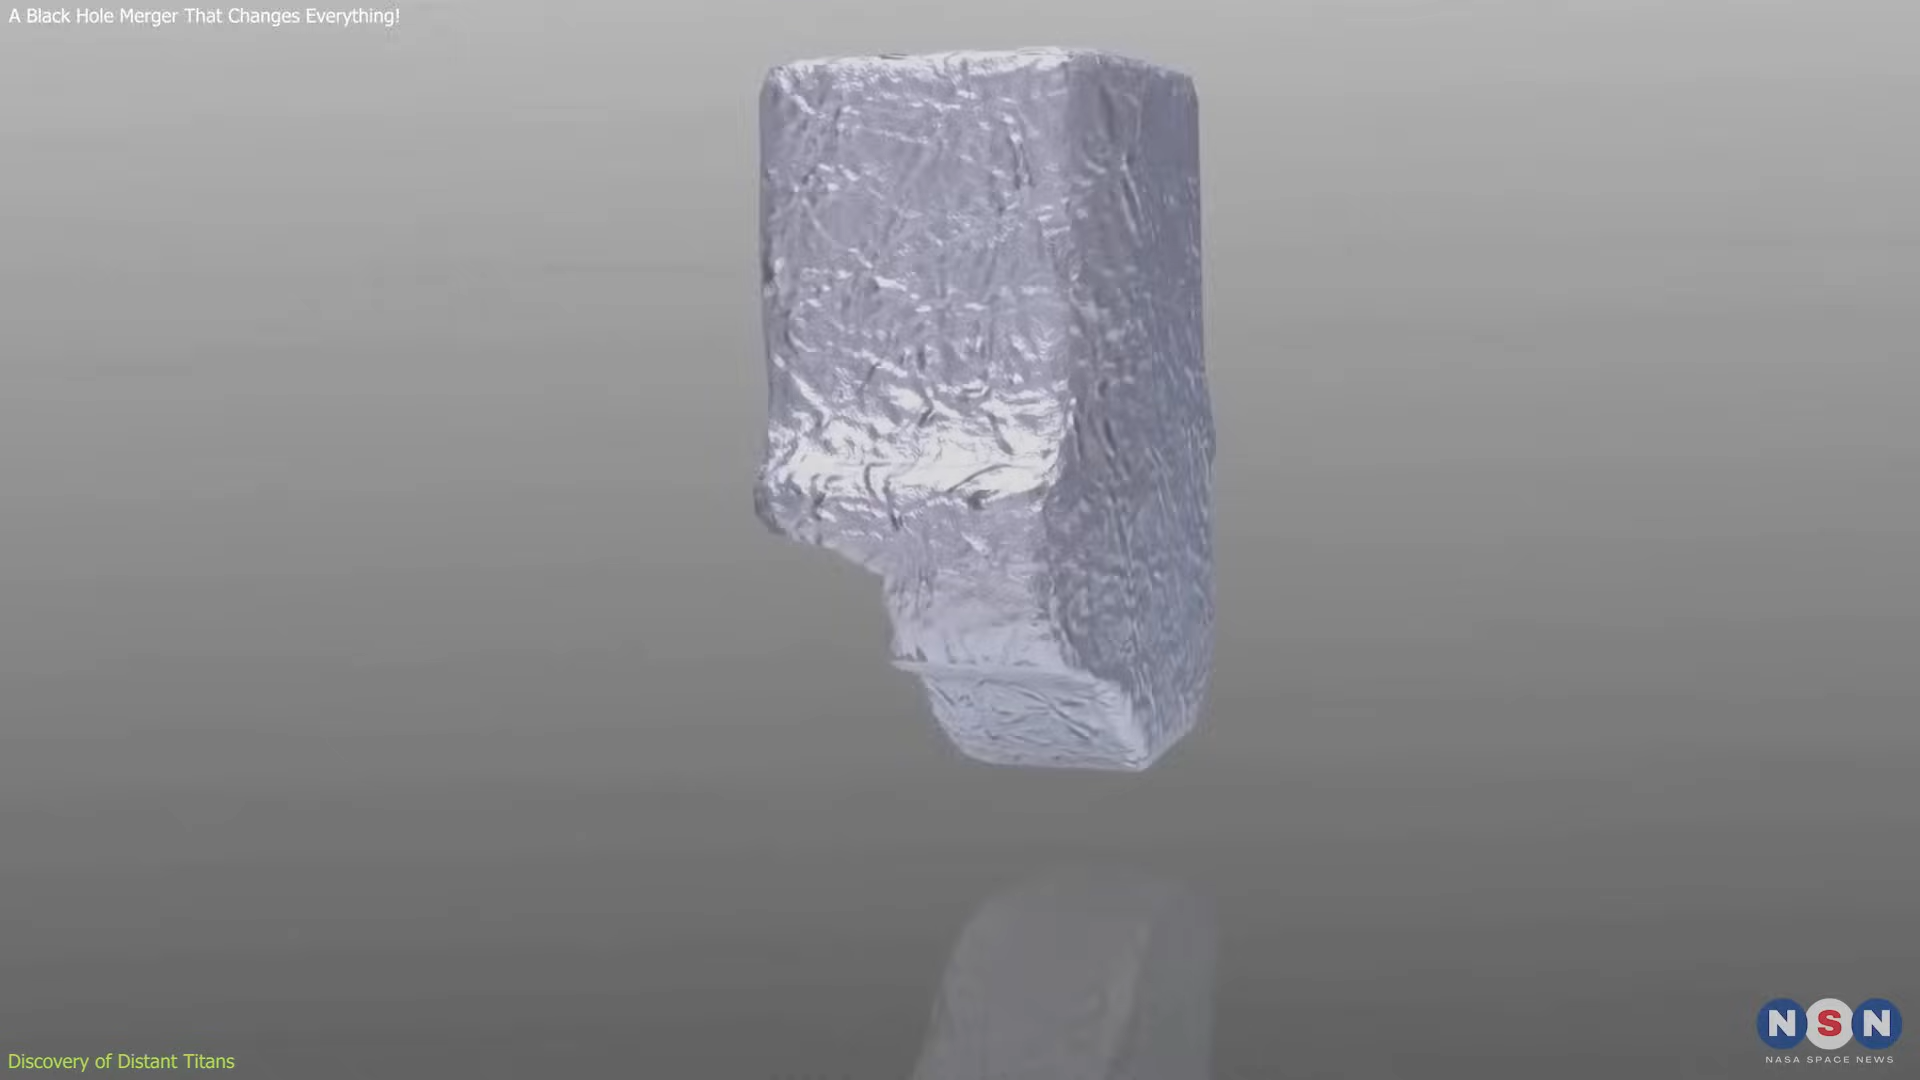 A Black Hole Merger That Changes Everything!
Discovery of Distant Titans
NSN
NASA SPACE NEWS